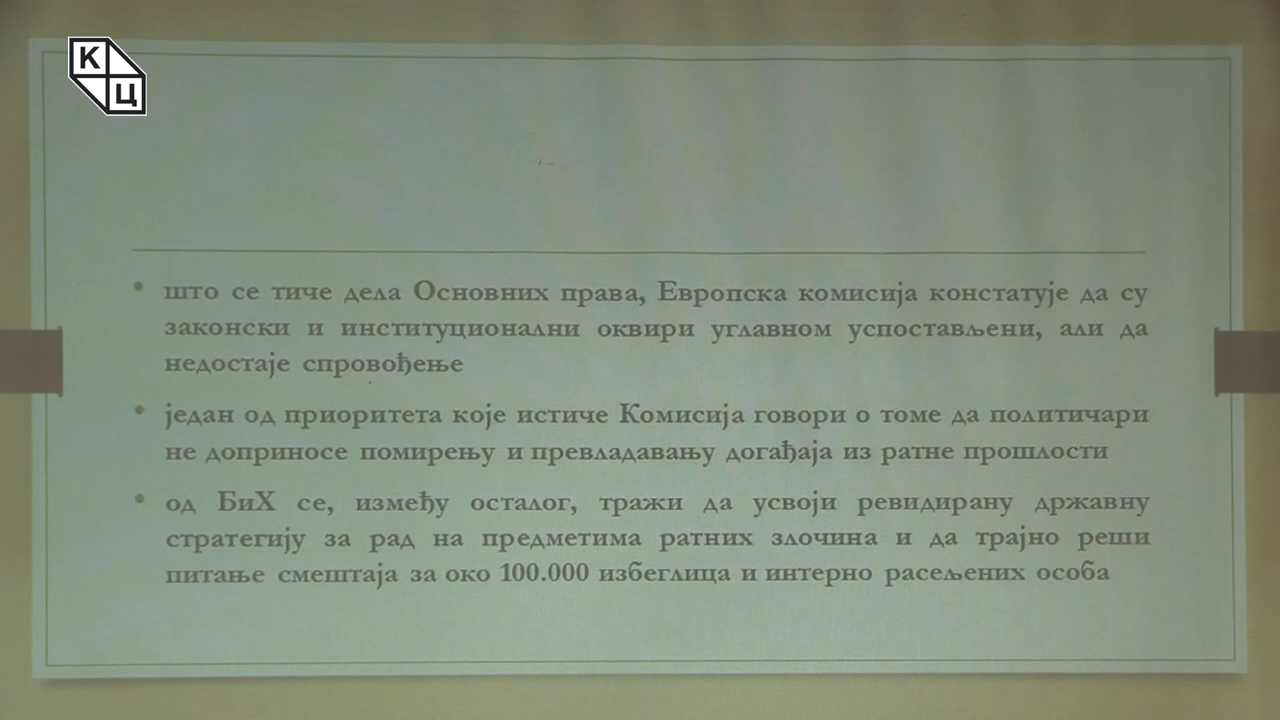 К
Ц
што се тиче дела Основних права, Европска комисија констатује да су
законски и институционални оквири углавном успостављени, али да
недостаје спровођење
један од приоритета које истиче Комисија говори о томе да политичари
не доприносе помирењу и превладавању догађаја из ратне прошлости
од БиХ се, између осталог, тражи да усвоји ревидирану државну
стратегију за рад на предметима ратних злочина и да трајно реши
питање смештаја за око 100.000 избеглица и интерно расељених особа